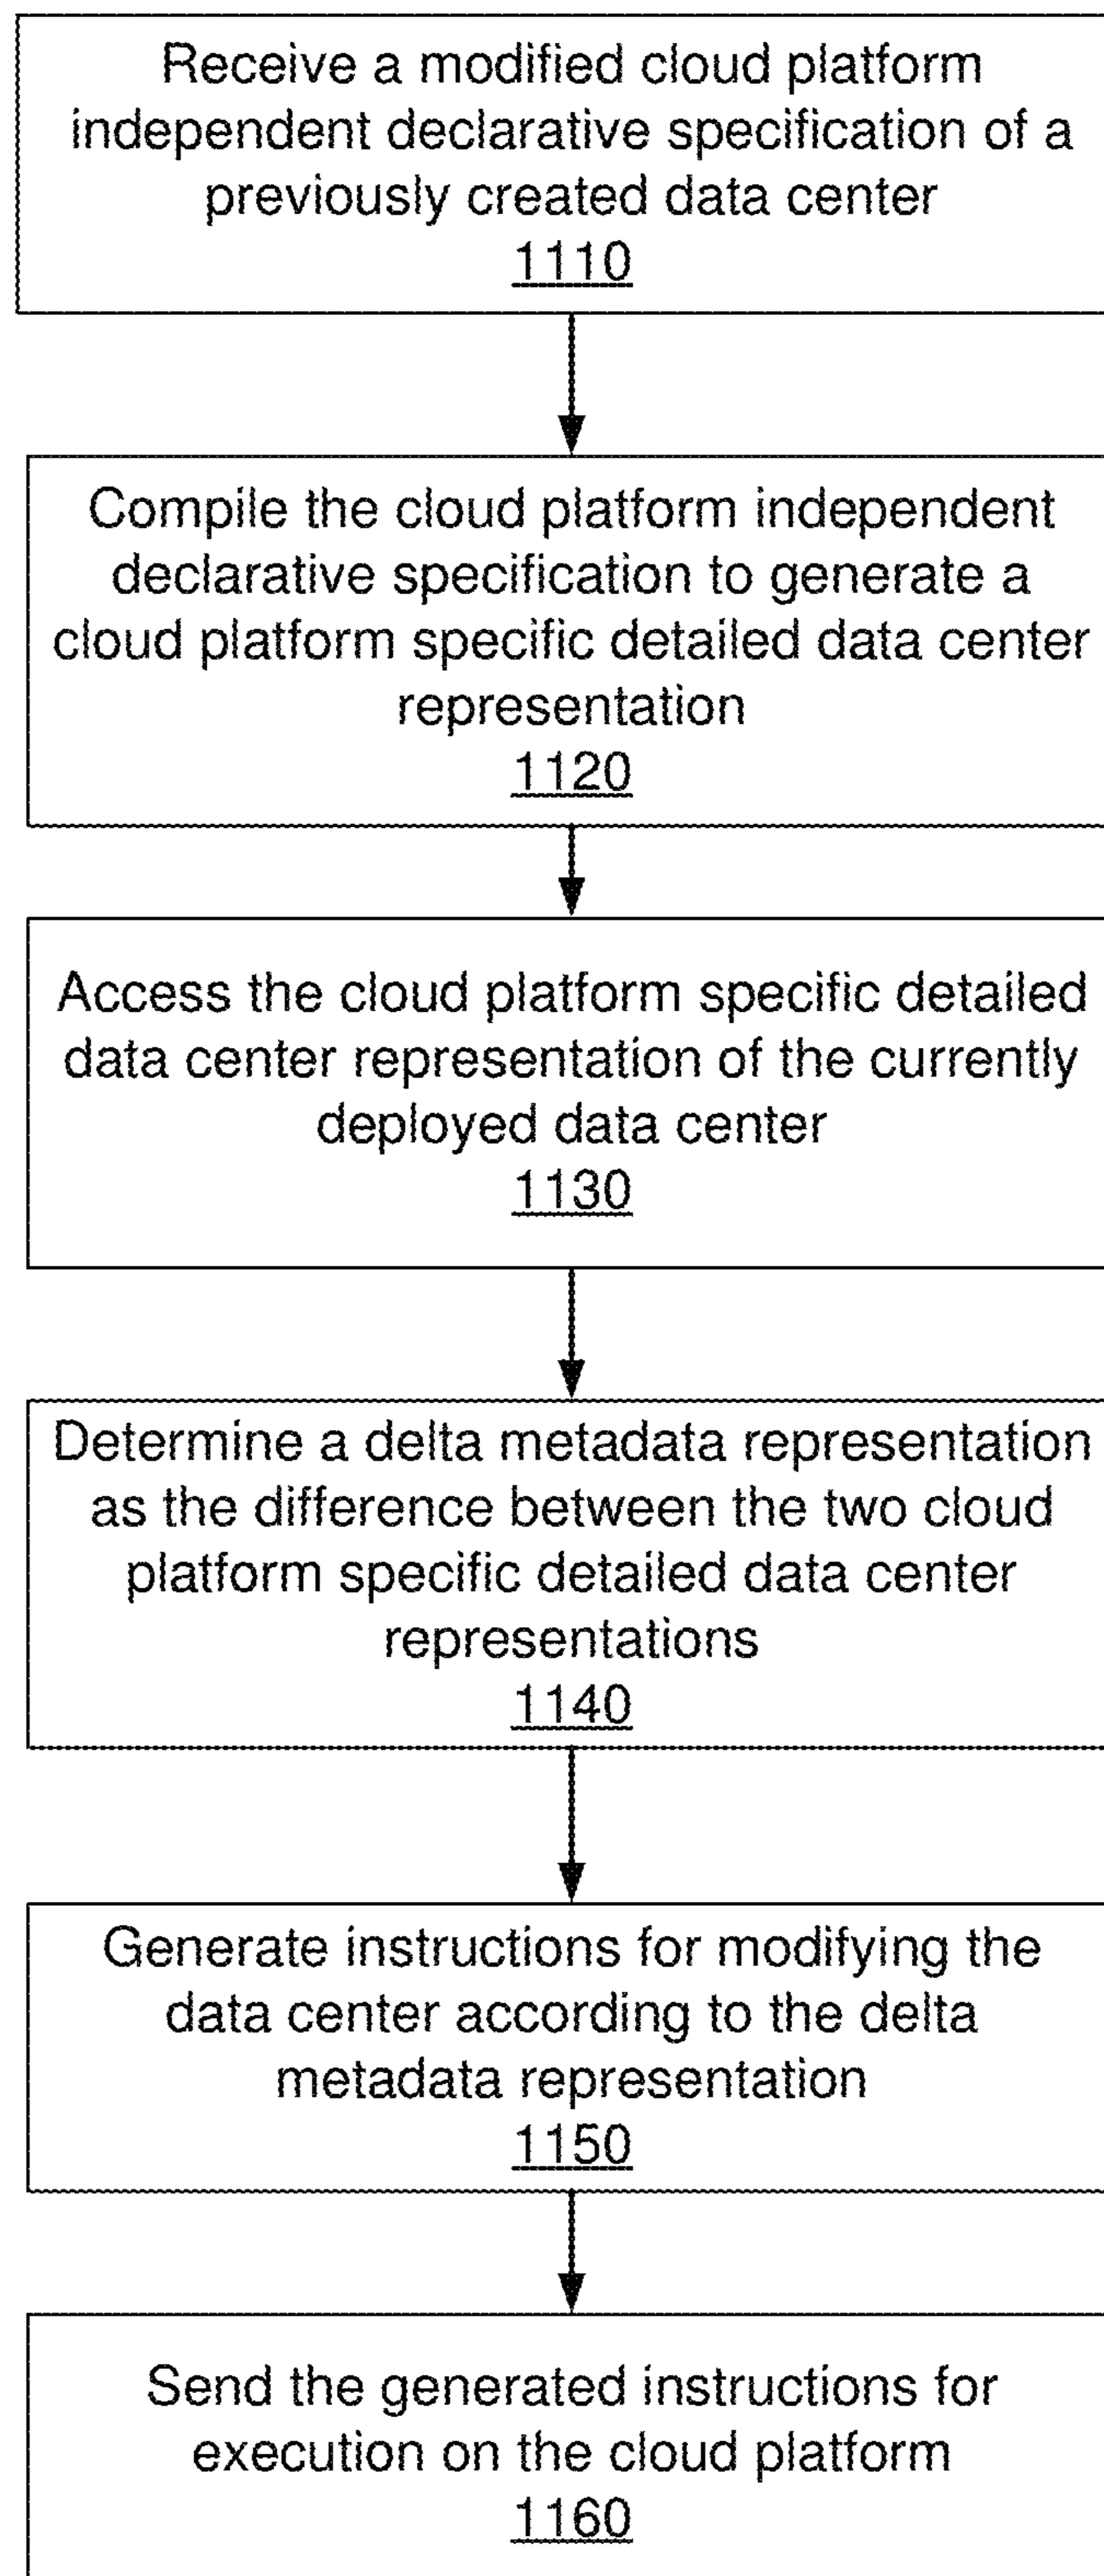 Receive a modified cloud platform
independent declarative specification of a
previously created data center
1110
Compile the cloud platform independent
declarative specification to generate a
cloud platform specific detailed data center
representation
1120
Access the cloud platform specific detailed
data center representation of the currently
deployed data center
1130
Determine a delta metadata representation
as the difference between the two cloud
platform specific detailed data center
representations
1140
Generate instructions for modifying the
data center according to the delta
metadata representation
1150
Send the generated instructions for
execution on the cloud platform
1160